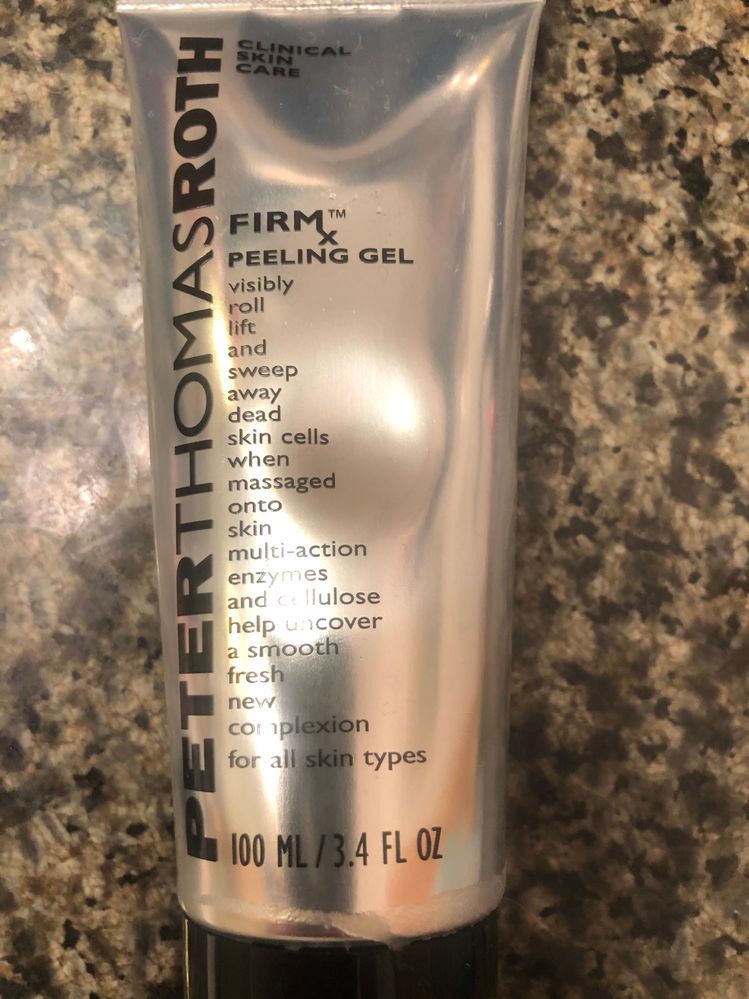 PETERTHOMASROTH
CLINICAL
SKIN
CARE
FIRMX™
PEELING GEL
visibly
roll
lift
and
sweep
away
dead
skin cells
when
massaged
onto
skin
multi-action
enzymes
and cellulose
help uncover
a smooth
fresh
new
complexion
for all skin types
100 ML / 3.4 FL OZ